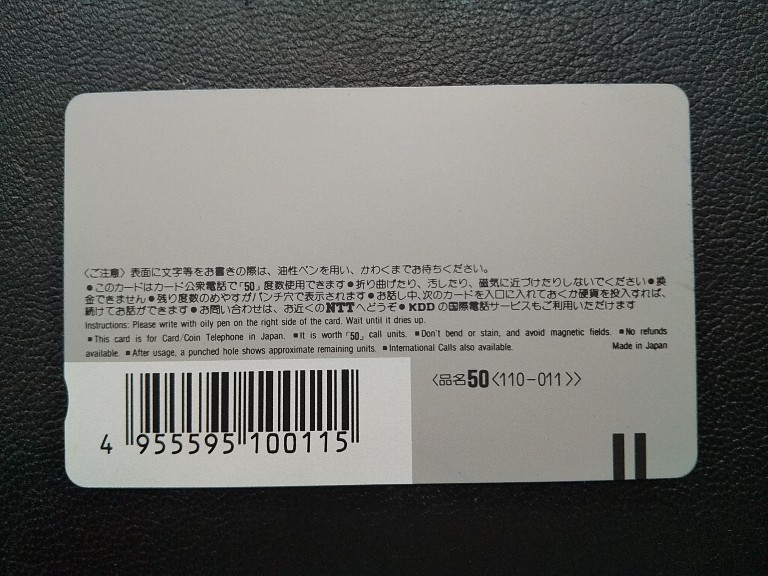 〈ご注意〉表面に文字等をお書きの際は、油性ペンを用い、かわくまでお待ちください。
●このカードはカード公衆電話で「50」度数使用できます●折り曲げたり、汚したり、磁気に近づけたりしないでください●換
金できません●残り度数のめやすがパンチ穴で表示されます●お話し中、次のカードを入口に入れておくか硬貨を投入すれば、
続けてお話ができます●お問い合わせは、お近くのNTTへどうぞ●KDDの国際電話サービスもご利用いただけます
Instructions: Please write with oily pen on the right side of the card. Wait until it dries up.
■This card is for Card/Coin Telephone in Japan. ■It is worth「50」call units. ■Don't bend or stain, and avoid magnetic fields. ■No refunds
available. ■After usage, a punched hole shows approximate remaining units. ■International Calls also available. Made in Japan
〈品名50〈110-011〉〉
4 955595 100115